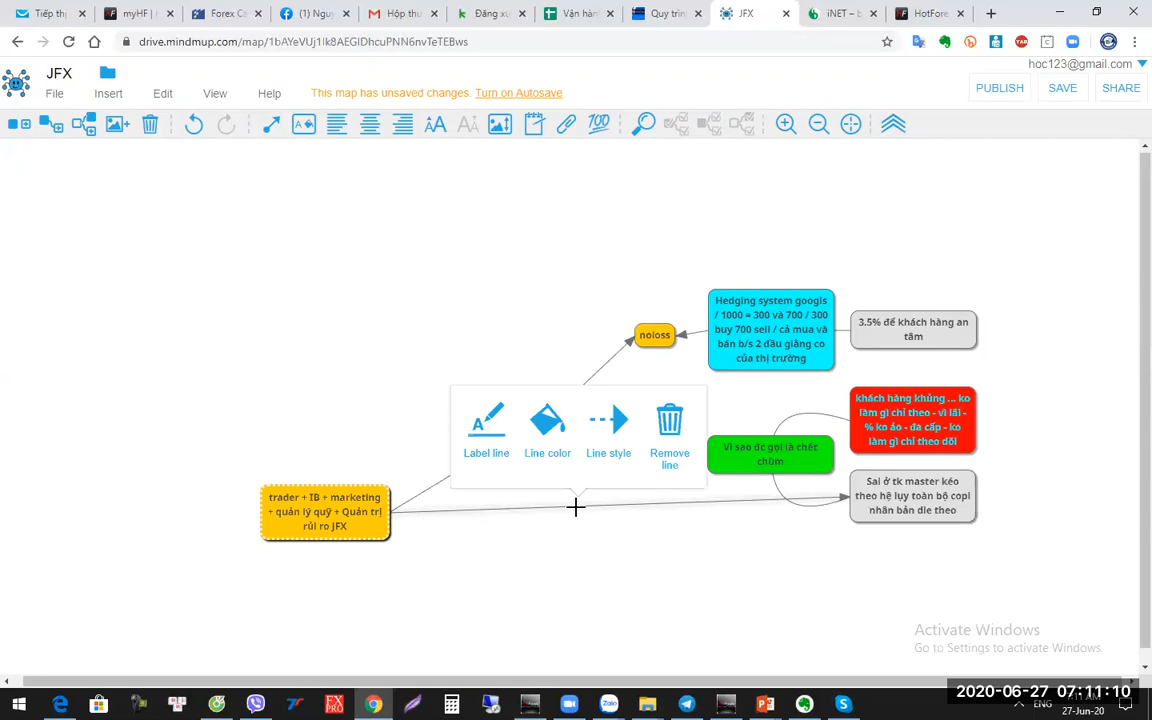 Tiếp thị
myHF |
Forex Ca
(1) Nguy
Hộp thu
Đăng xu
Vận hàn
Quy trìn
JFX
iNET – b
HotFore
drive.mindmup.com/map/1bAYeVUj1Ik8AEGIDhcuPNN6nvTeTEBws
JFX
hoc123@gmail.com
File
Insert
Edit
View
Help
This map has unsaved changes. Turn on Autosave
PUBLISH
SAVE
SHARE
Hedging system googls
/ 1000 = 300 và 700 / 300
buy 700 sell / cả mua và
bán b/s 2 đầu giằng co
của thị trường
noloss
3.5% để khách hàng an
tâm
khách hàng khủng ... ko
làm gì chỉ theo - vì lãi -
% ko ảo - đa cấp - ko
làm gì chỉ theo dõi
Label line
Line color
Line style
Remove
line
Vì sao đc gọi là chết
chùm
Sai ở tk master kéo
theo hệ lụy toàn bộ copi
nhân bản die theo
trader + IB + marketing
+ quản lý quỹ + Quản trị
rủi ro JFX
Activate Windows
Go to Settings to activate Windows.
2020-06-27 07:11:10
ENG
27-Jun-20